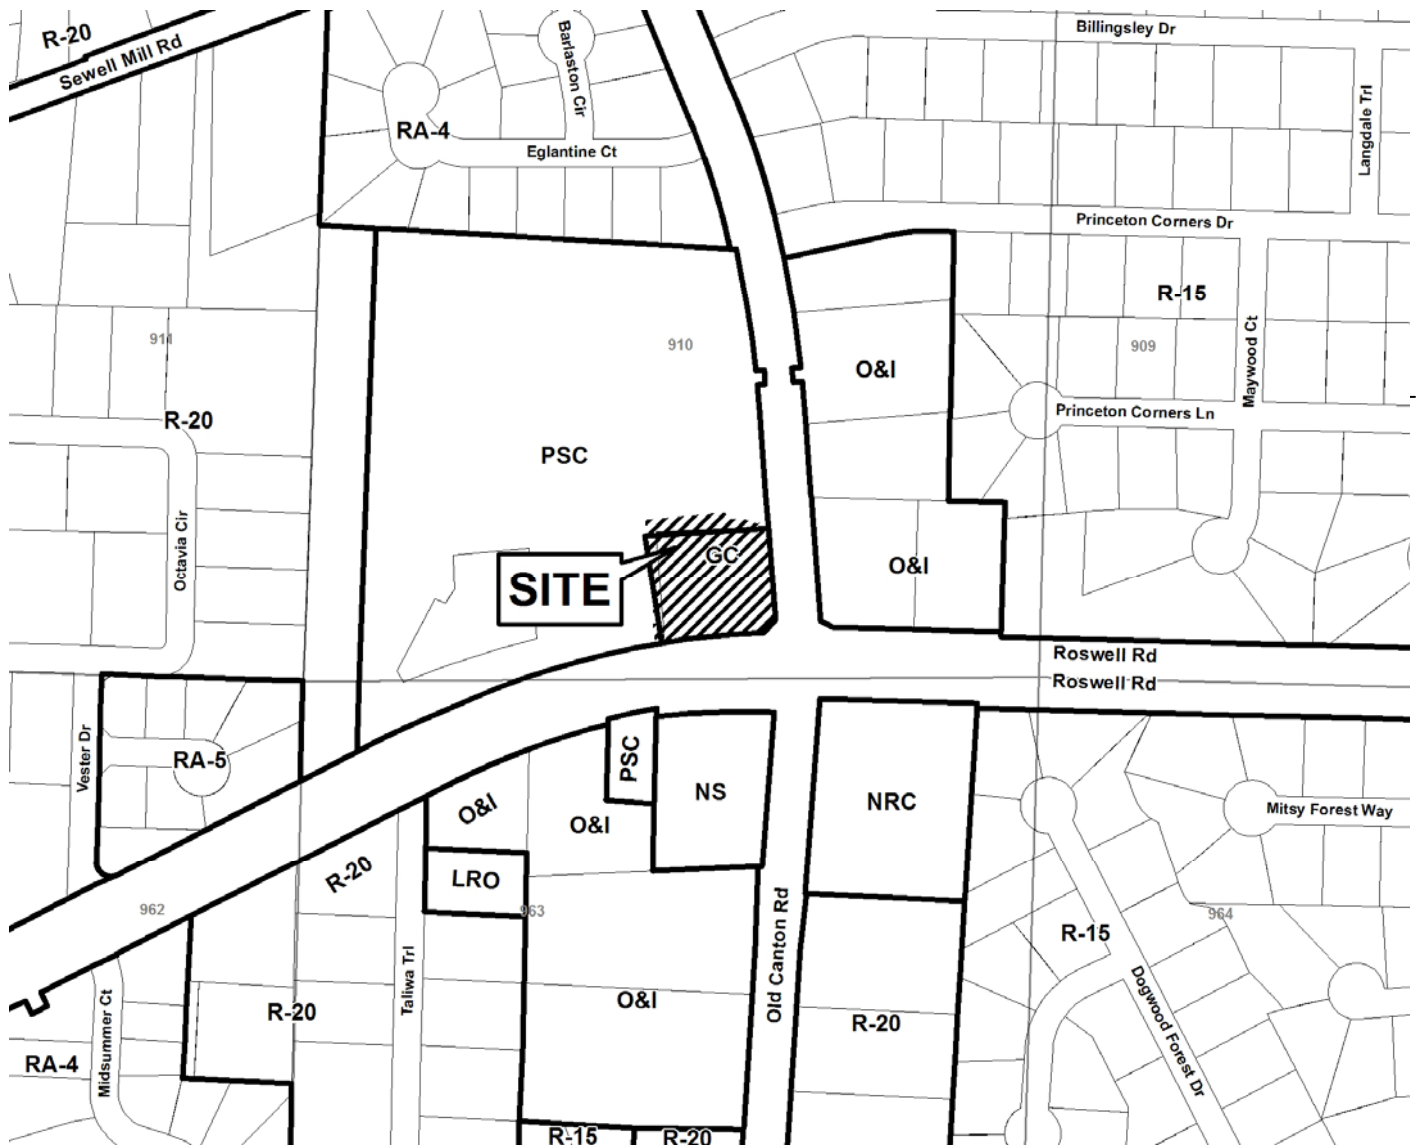 Billingsley Dr
R-20
Sewell Mill Rd
Barlaston Cir
RA-4
Eglantine Ct
Langdale Trl
Princeton Corners Dr
R-15
911
910
909
O&I
Maywood Ct
R-20
Princeton Corners Ln
PSC
Octavia Cir
GC
SITE
O&I
Roswell Rd
Roswell Rd
Vester Dr
RA-5
PSC
NS
NRC
O&I
O&I
Mitsy Forest Way
R-20
LRO
962
963
964
Old Canton Rd
R-15
Taliwa Trl
O&I
R-20
R-20
Midsummer Ct
RA-4
Dogwood Forest Dr
R-15
R-20